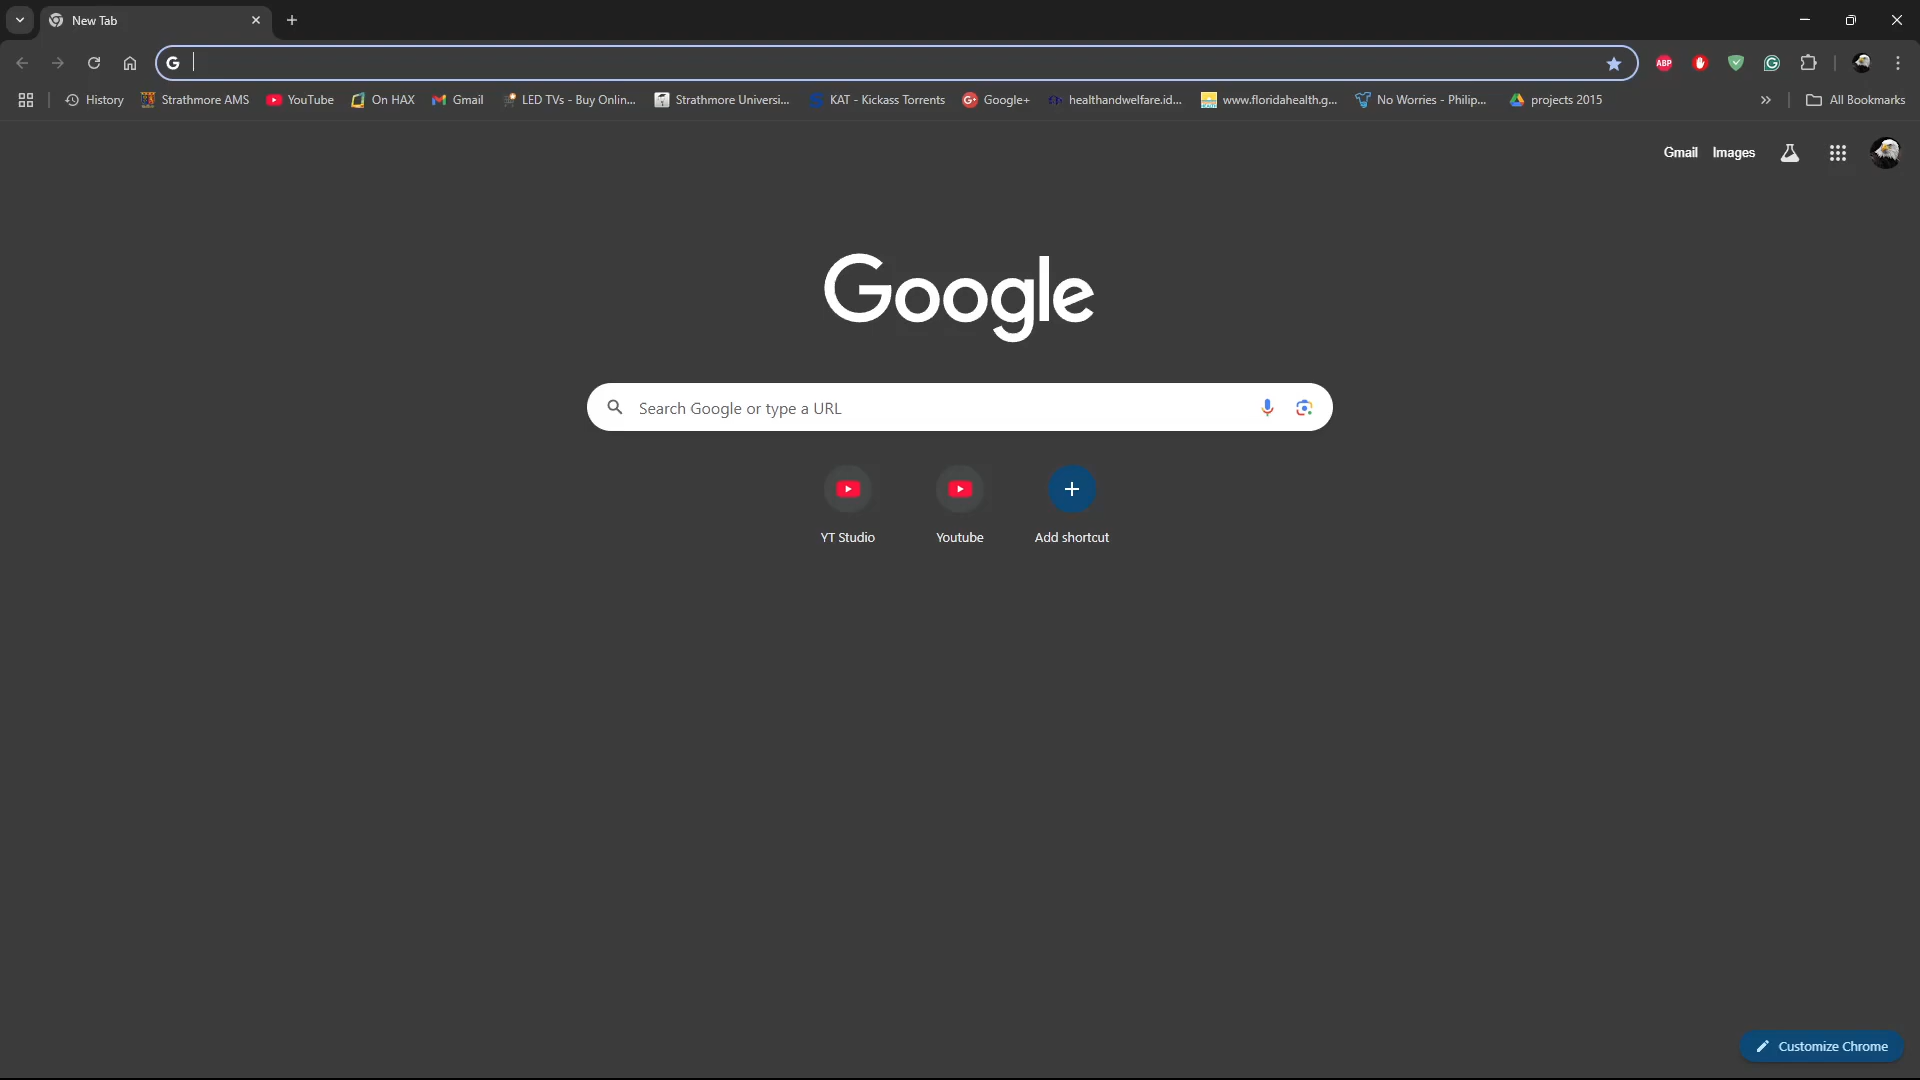 New Tab
History
Strathmore AMS
YouTube
On HAX
Gmail
LED TVs - Buy Onlin...
Strathmore Universi...
KAT - Kickass Torrents
Google+
healthandwelfare.id...
www.floridahealth.g...
No Worries - Philip...
projects 2015
All Bookmarks
ABP
Gmail
Images
Google
Search Google or type a URL
YT Studio
Youtube
Add shortcut
Customize Chrome